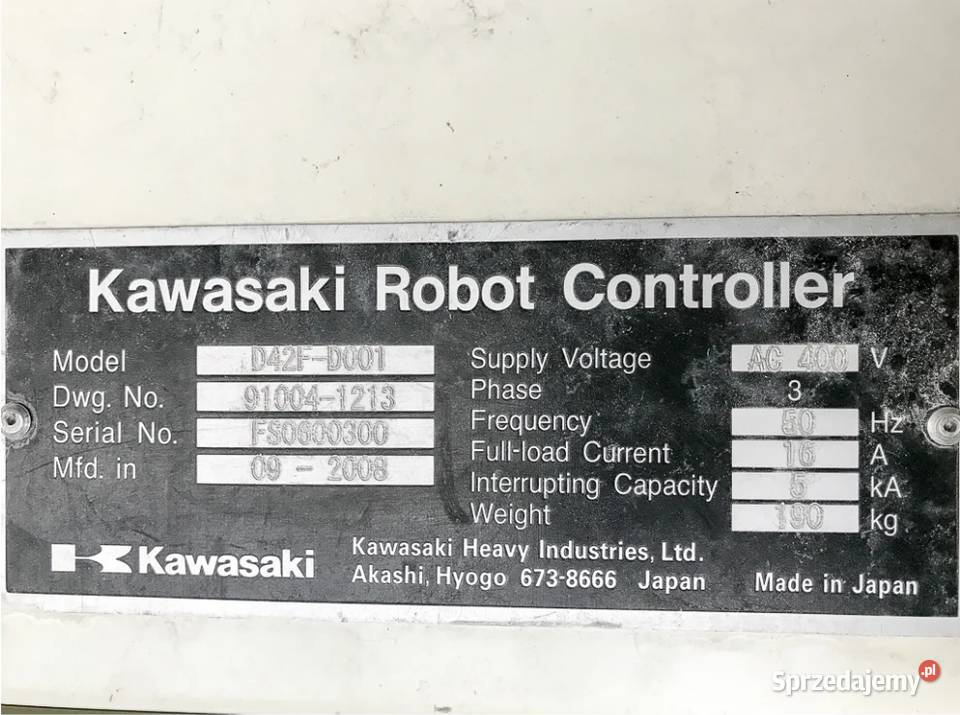 Kawasaki Robot Controller
Model D42F-D001
Dwg. No. 91004-1213
Serial No. FS0600300
Mfd. in 09 - 2008
Supply Voltage AC 400 V
Phase 3
Frequency 50 Hz
Full-load Current 16 A
Interrupting Capacity 5 kA
Weight 190 kg
Kawasaki
Kawasaki Heavy Industries, Ltd.
Akashi, Hyogo 673-8666 Japan
Made in Japan
Sprzedajemy.pl